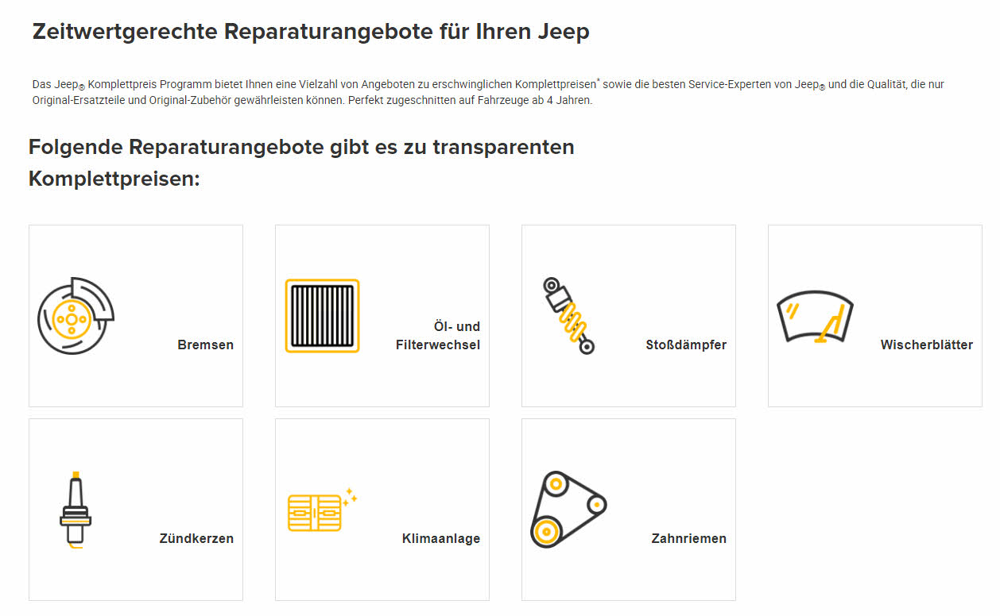 Zeitwertgerechte Reparaturangebote für Ihren Jeep
Das Jeep® Komplettpreis Programm bietet Ihnen eine Vielzahl von Angeboten zu erschwinglichen Komplettpreisen* sowie die besten Service-Experten von Jeep® und die Qualität, die nur
Original-Ersatzteile und Original-Zubehör gewährleisten können. Perfekt zugeschnitten auf Fahrzeuge ab 4 Jahren.
Folgende Reparaturangebote gibt es zu transparenten
Komplettpreisen:
Bremsen
Öl- und
Filterwechsel
Stoßdämpfer
Wischerblätter
Zündkerzen
Klimaanlage
Zahnriemen